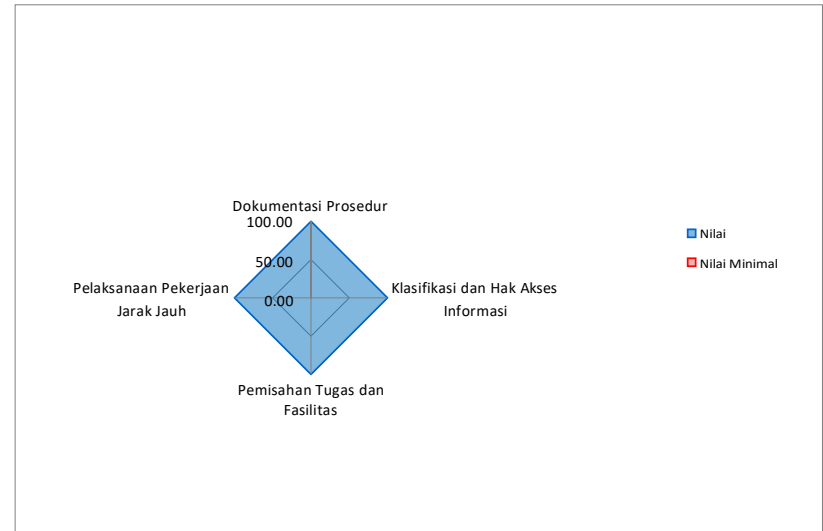 Dokumentasi Prosedur
100.00
50.00
0.00
Pelaksanaan Pekerjaan
Jarak Jauh
Klasifikasi dan Hak Akses
Informasi
Pemisahan Tugas dan
Fasilitas
Nilai
Nilai Minimal